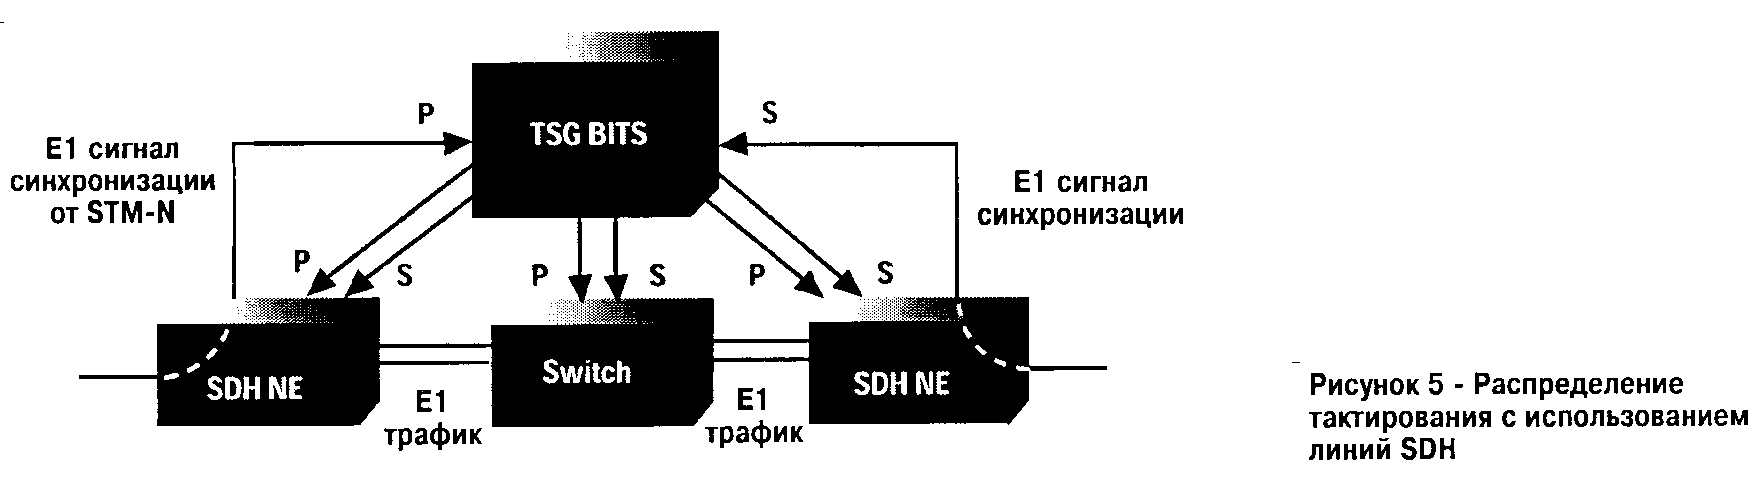 P
S
TSG BITS
E1 сигнал
синхронизации
от STM-N
E1 сигнал
синхронизации
P
S
P
S
P
S
SDH NE
Switch
SDH NE
E1
трафик
E1
трафик
Рисунок 5 - Распределение
тактирования с использованием
линий SDH